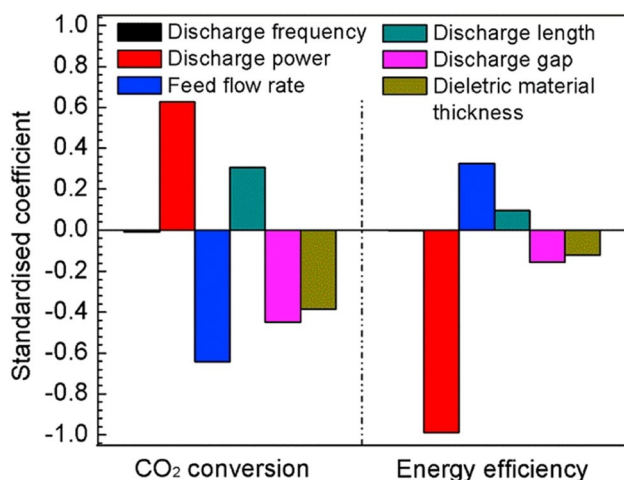 Standardised coefficient
1.0
0.8
0.6
0.4
0.2
0.0
-0.2
-0.4
-0.6
-0.8
-1.0
Discharge frequency
Discharge power
Feed flow rate
Discharge length
Discharge gap
Dieletric material
thickness
CO₂ conversion
Energy efficiency